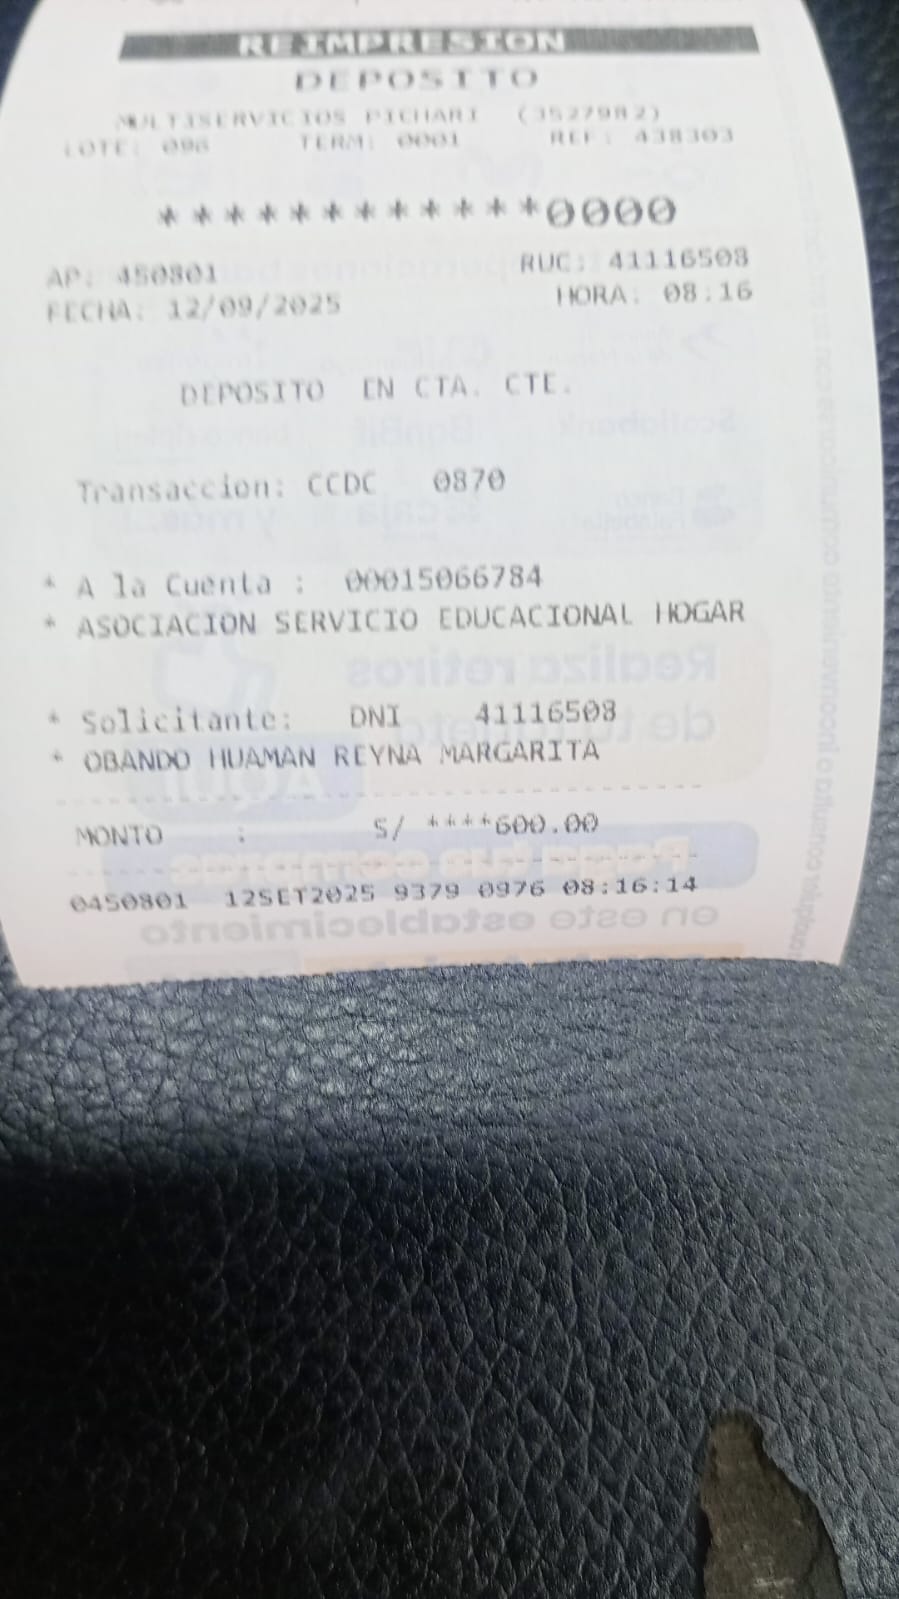 REIMPRESION
DEPOSITO
MULTISERVICIOS PICHARI (3527982)
LOTE: 096 TERM: 0001 REF: 438303
************0000
AP: 450801 RUC: 41116508
FECHA: 12/09/2025 HORA: 08:16
DEPOSITO EN CTA. CTE.
Transaccion: CCDC 0870
* A la Cuenta : 00015066784
* ASOCIACION SERVICIO EDUCACIONAL HOGAR
* Solicitante: DNI 41116508
* OBANDO HUAMAN REYNA MARGARITA
MONTO : S/ ****600.00
0450801 12SET2025 9379 0976 08:16:14